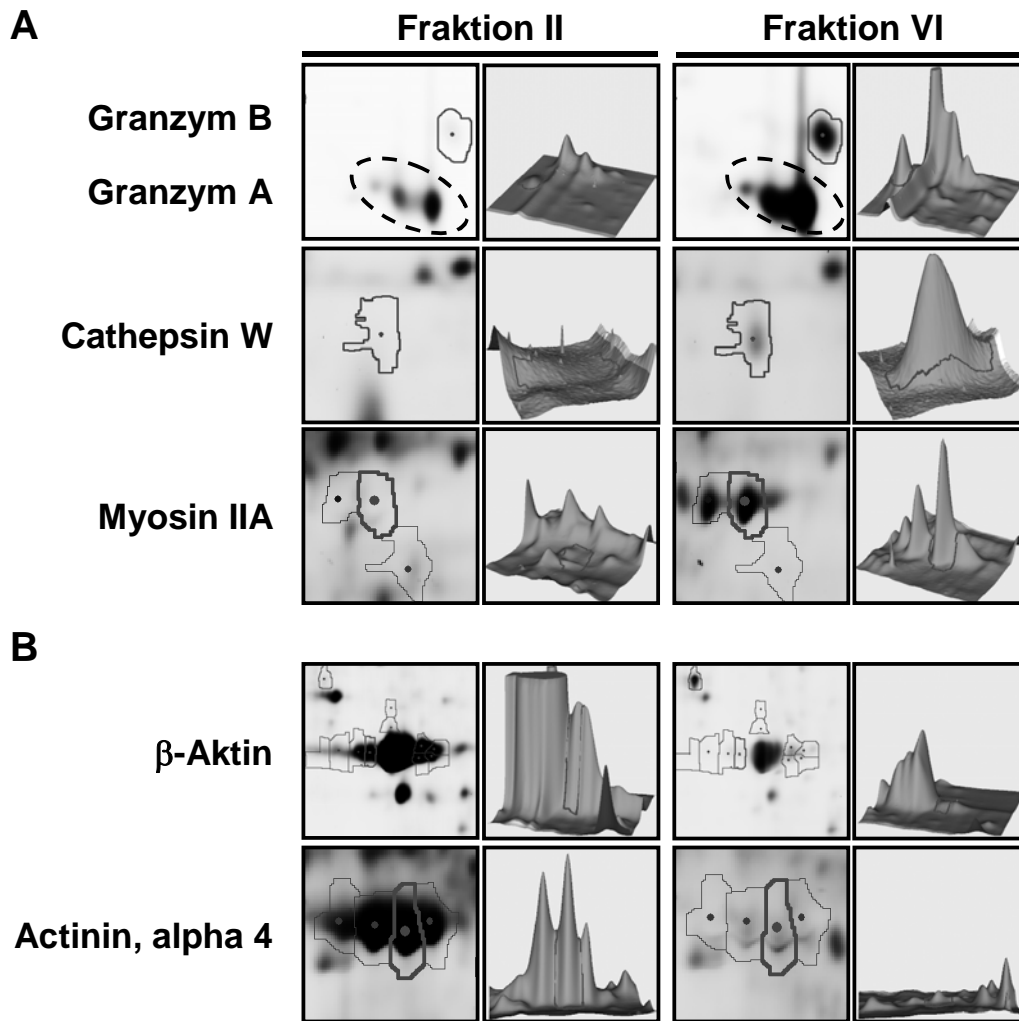 A
Fraktion II
Fraktion VI
Granzym B
Granzym A
Cathepsin W
Myosin IIA
B
β-Aktin
Actinin, alpha 4